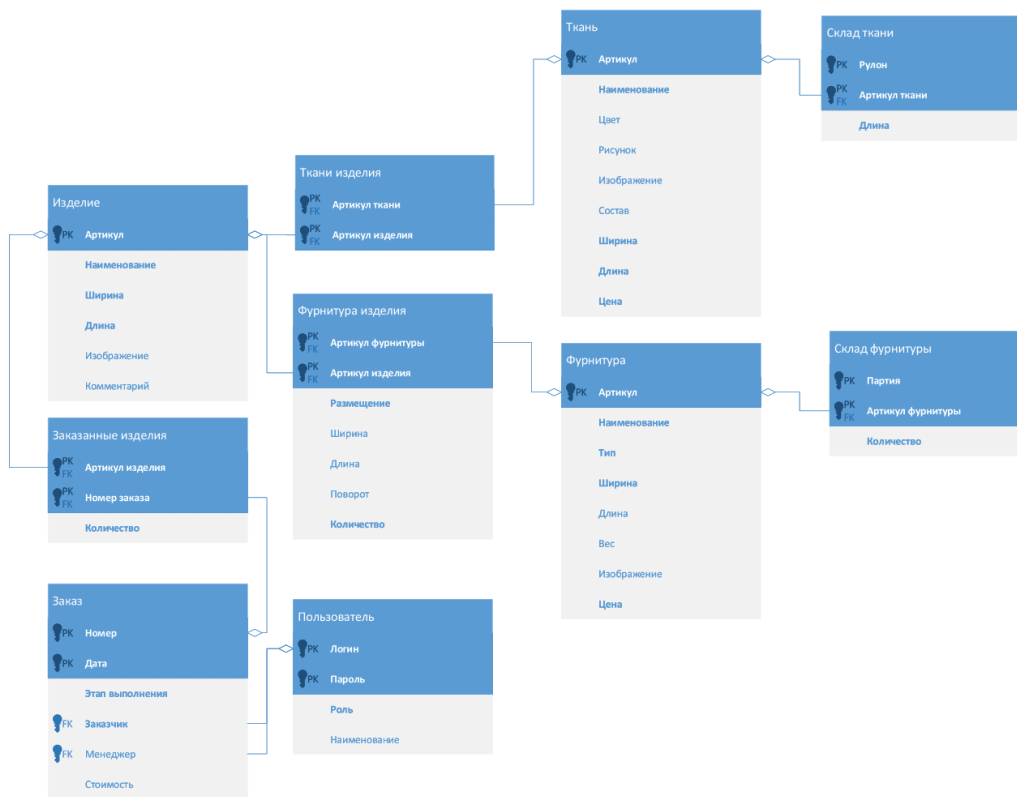 Изделие
PK Артикул
Наименование
Ширина
Длина
Изображение
Комментарий
Заказанные изделия
PK FK Артикул изделия
PK FK Номер заказа
Количество
Заказ
PK Номер
PK Дата
Этап выполнения
FK Заказчик
FK Менеджер
Стоимость
Ткани изделия
PK FK Артикул ткани
PK FK Артикул изделия
Фурнитура изделия
PK FK Артикул фурнитуры
PK FK Артикул изделия
Размещение
Ширина
Длина
Поворот
Количество
Пользователь
PK Логин
PK Пароль
Роль
Наименование
Ткань
PK Артикул
Наименование
Цвет
Рисунок
Изображение
Состав
Ширина
Длина
Цена
Фурнитура
PK Артикул
Наименование
Тип
Ширина
Длина
Вес
Изображение
Цена
Склад ткани
PK Рулон
PK FK Артикул ткани
Длина
Склад фурнитуры
PK Партия
PK FK Артикул фурнитуры
Количество